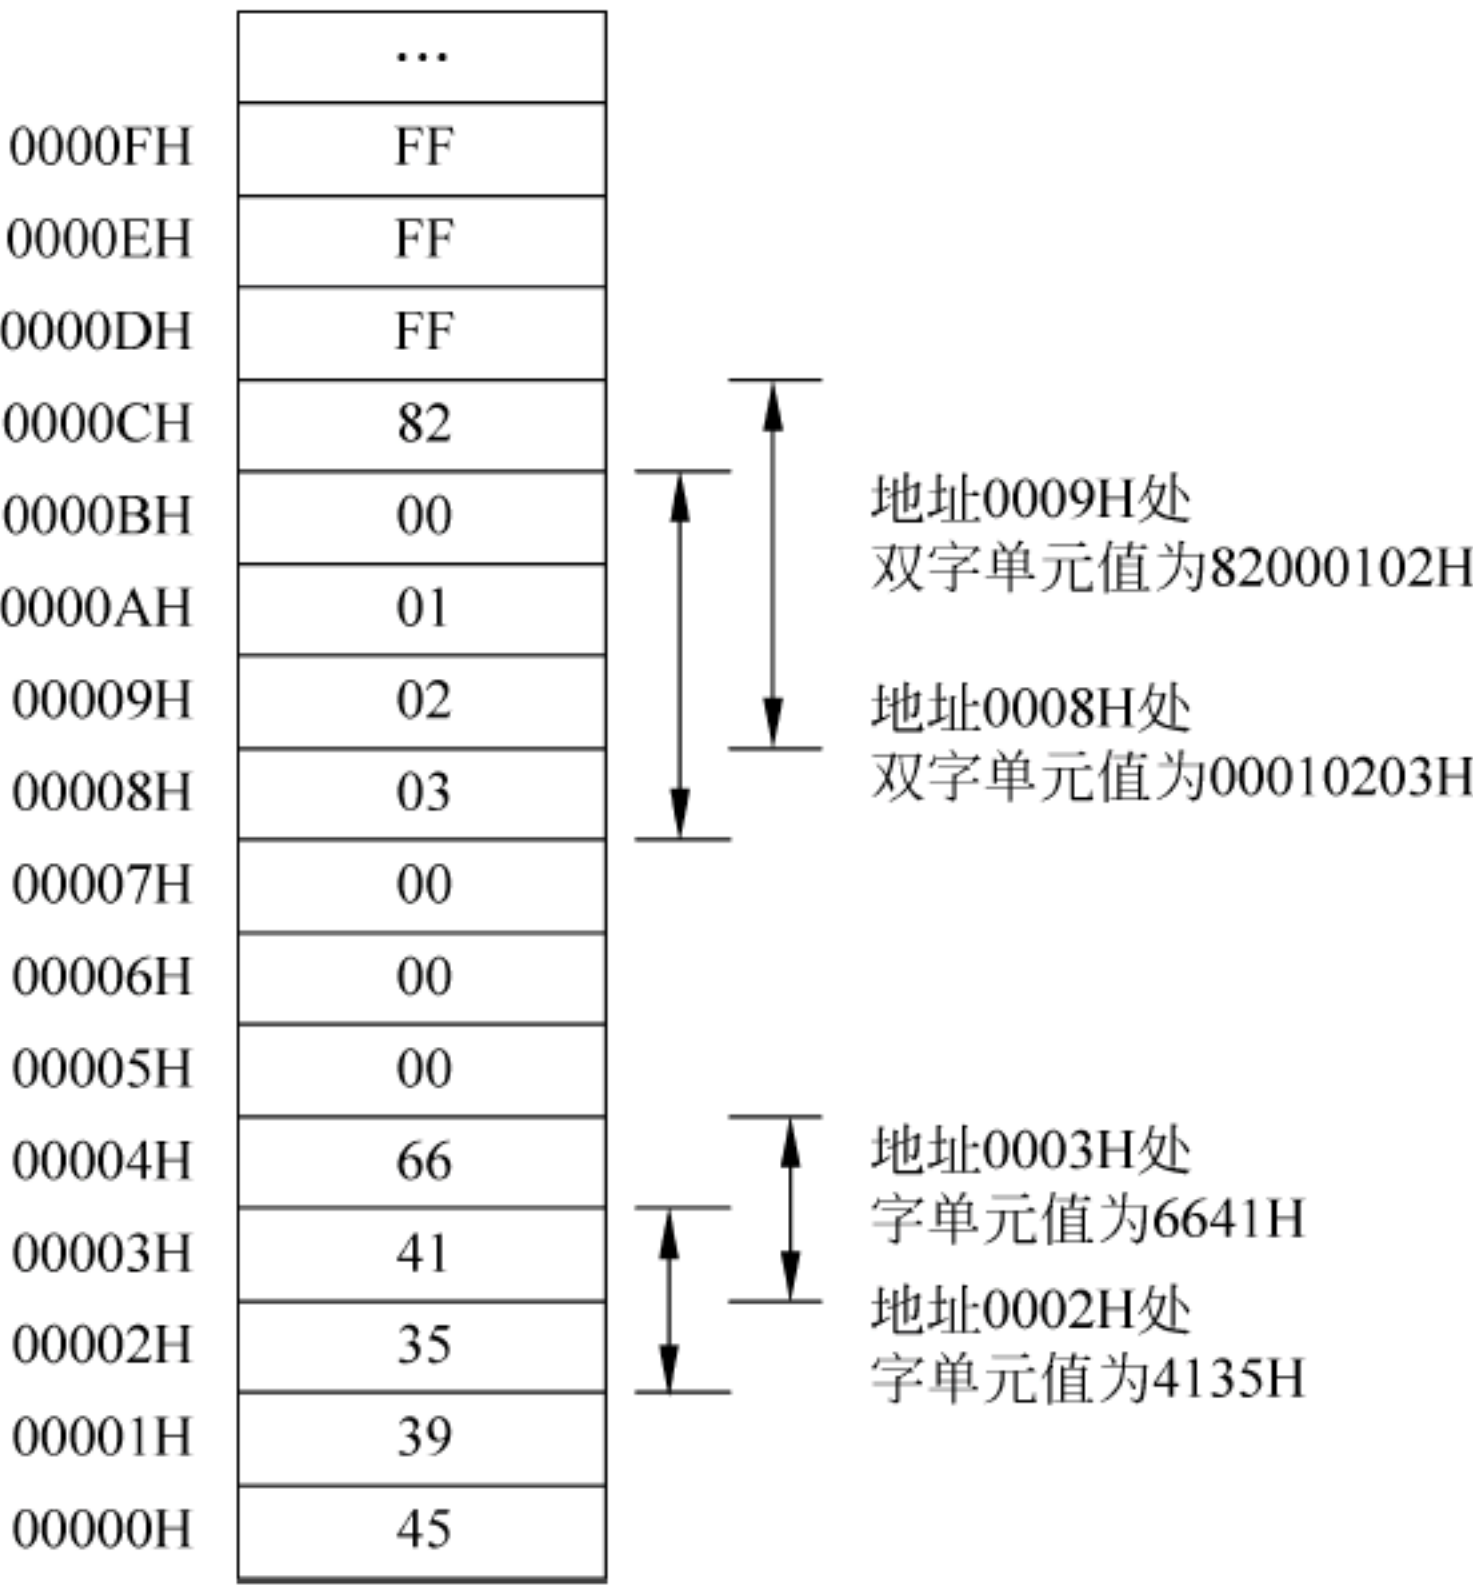 …
0000FH FF
0000EH FF
0000DH FF
0000CH 82
0000BH 00
0000AH 01
00009H 02
00008H 03
00007H 00
00006H 00
00005H 00
00004H 66
00003H 41
00002H 35
00001H 39
00000H 45
地址0009H处
双字单元值为82000102H
地址0008H处
双字单元值为00010203H
地址0003H处
字单元值为6641H
地址0002H处
字单元值为4135H